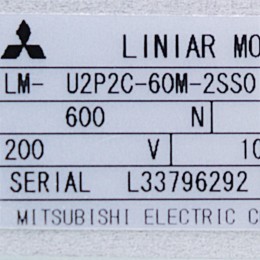 LINIAR MO
LM- U2P2C-60M-2SS0
600 N
200 V 10
SERIAL L33796292
MITSUBISHI ELECTRIC C